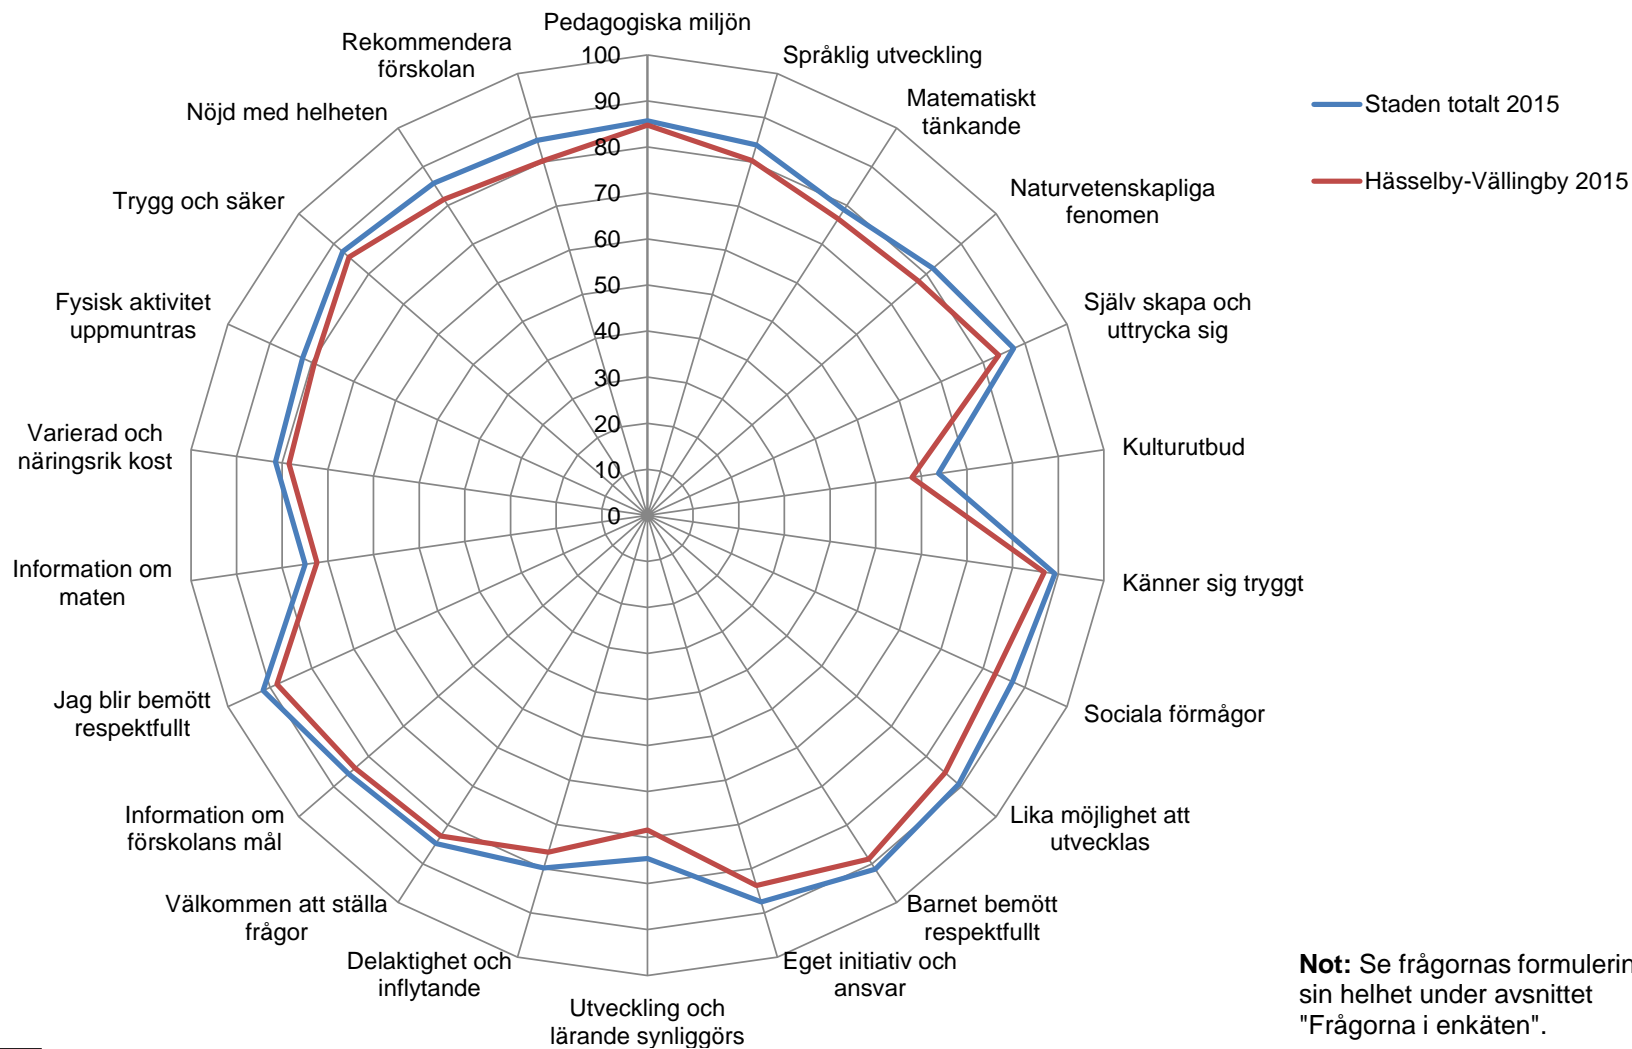 Pedagogiska miljön
Språklig utveckling
Matematiskt
tänkande
Naturvetenskapliga
fenomen
Själv skapa och
uttrycka sig
Kulturutbud
Känner sig tryggt
Sociala förmågor
Lika möjlighet att
utvecklas
Barnet bemött
respektfullt
Eget initiativ och
ansvar
Utveckling och
lärande synliggörs
Delaktighet och
inflytande
Välkommen att ställa
frågor
Information om
förskolans mål
Jag blir bemött
respektfullt
Information om
maten
Varierad och
näringsrik kost
Fysisk aktivitet
uppmuntras
Trygg och säker
Nöjd med helheten
Rekommendera
förskolan
100
90
80
70
60
50
40
30
20
10
0
Staden totalt 2015
Hässelby-Vällingby 2015
Not: Se frågornas formulerin
sin helhet under avsnittet
"Frågorna i enkäten".